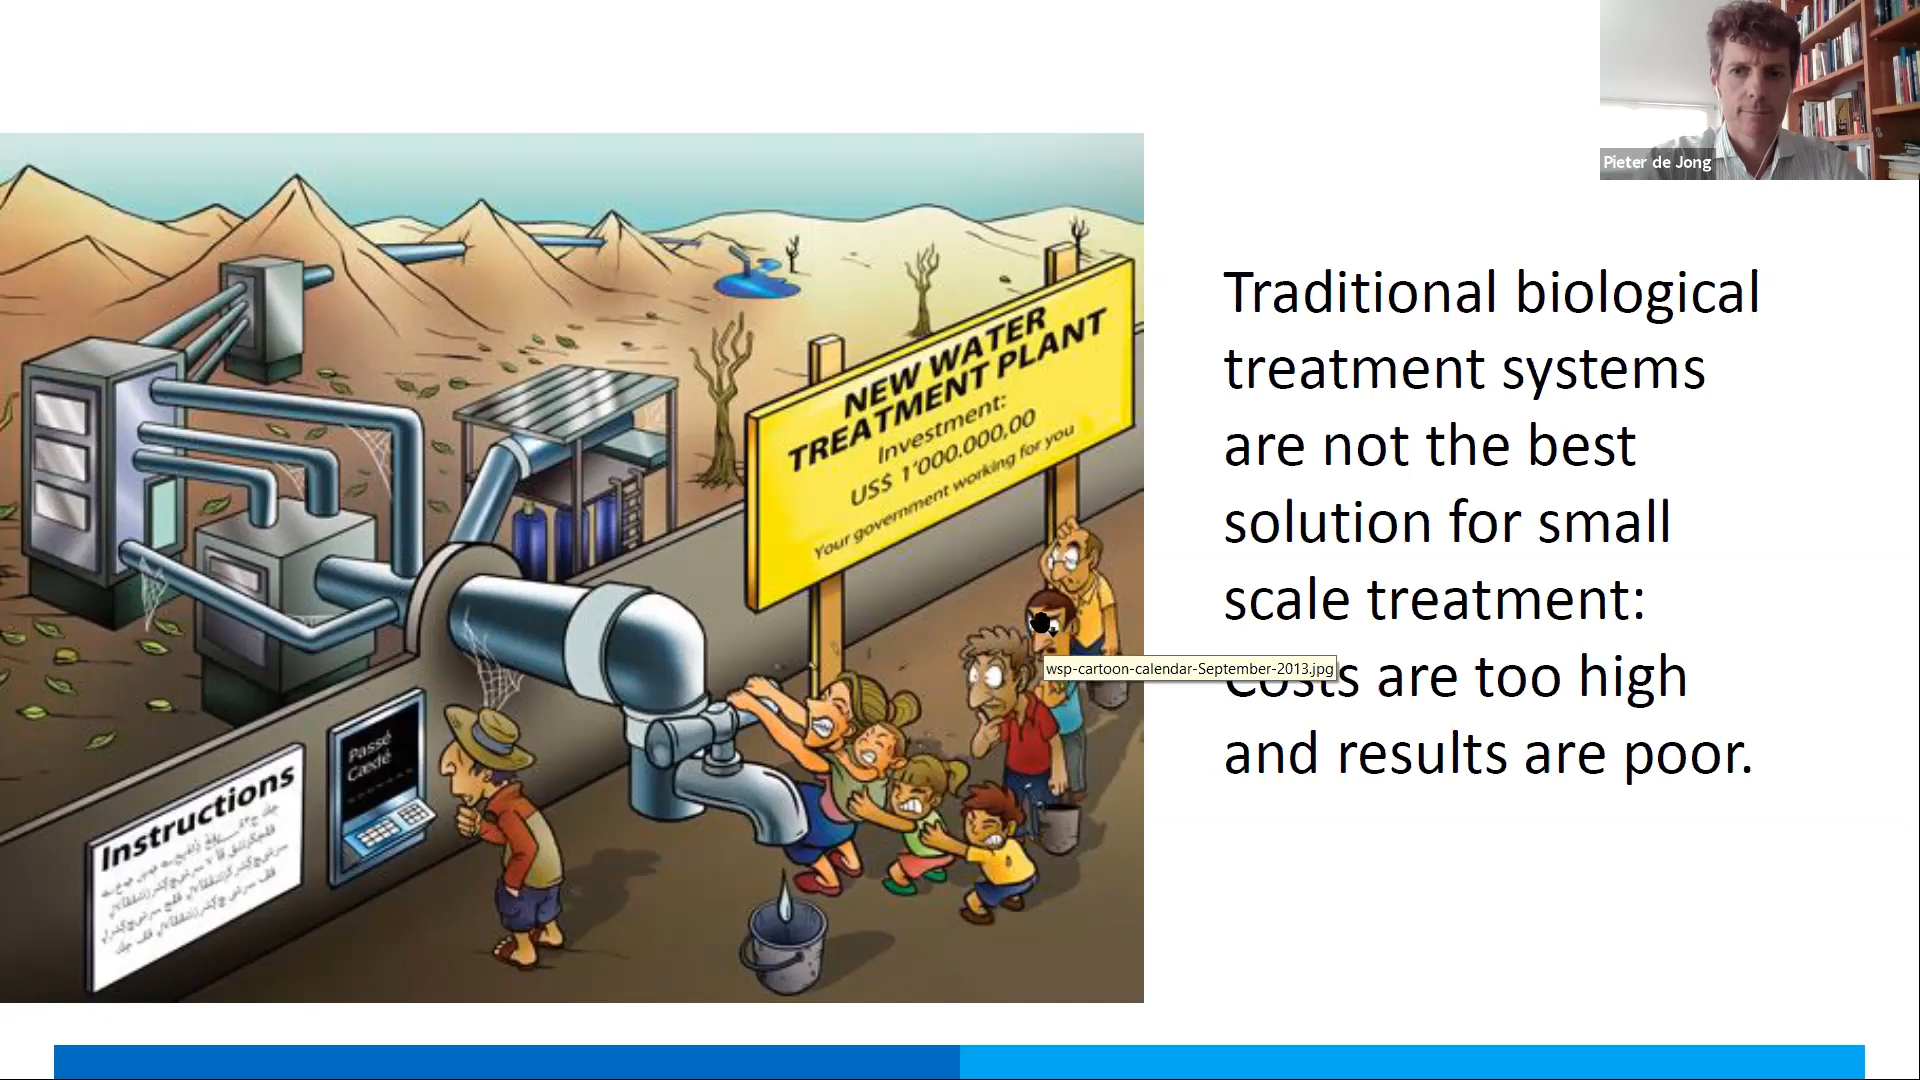 Pieter de Jong
NEW WATER
TREATMENT PLANT
Investment:
US$ 1'000.000,00
Your government working for you
Traditional biological
treatment systems
are not the best
solution for small
scale treatment:
Costs are too high
and results are poor.
wsp-cartoon-calendar-September-2013.jpg
Passé
Cædé
Instructions